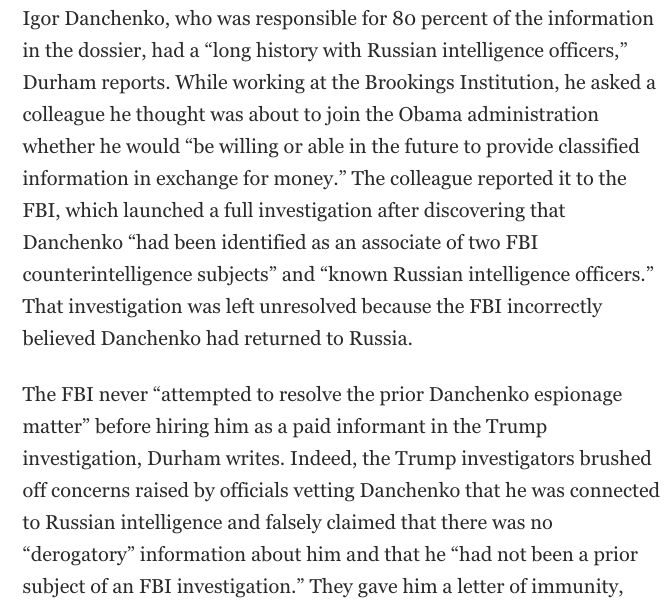 Igor Danchenko, who was responsible for 80 percent of the information
in the dossier, had a “long history with Russian intelligence officers,”
Durham reports. While working at the Brookings Institution, he asked a
colleague he thought was about to join the Obama administration
whether he would “be willing or able in the future to provide classified
information in exchange for money.” The colleague reported it to the
FBI, which launched a full investigation after discovering that
Danchenko “had been identified as an associate of two FBI
counterintelligence subjects” and “known Russian intelligence officers.”
That investigation was left unresolved because the FBI incorrectly
believed Danchenko had returned to Russia.
The FBI never “attempted to resolve the prior Danchenko espionage
matter” before hiring him as a paid informant in the Trump
investigation, Durham writes. Indeed, the Trump investigators brushed
off concerns raised by officials vetting Danchenko that he was connected
to Russian intelligence and falsely claimed that there was no
“derogatory” information about him and that he “had not been a prior
subject of an FBI investigation.” They gave him a letter of immunity,